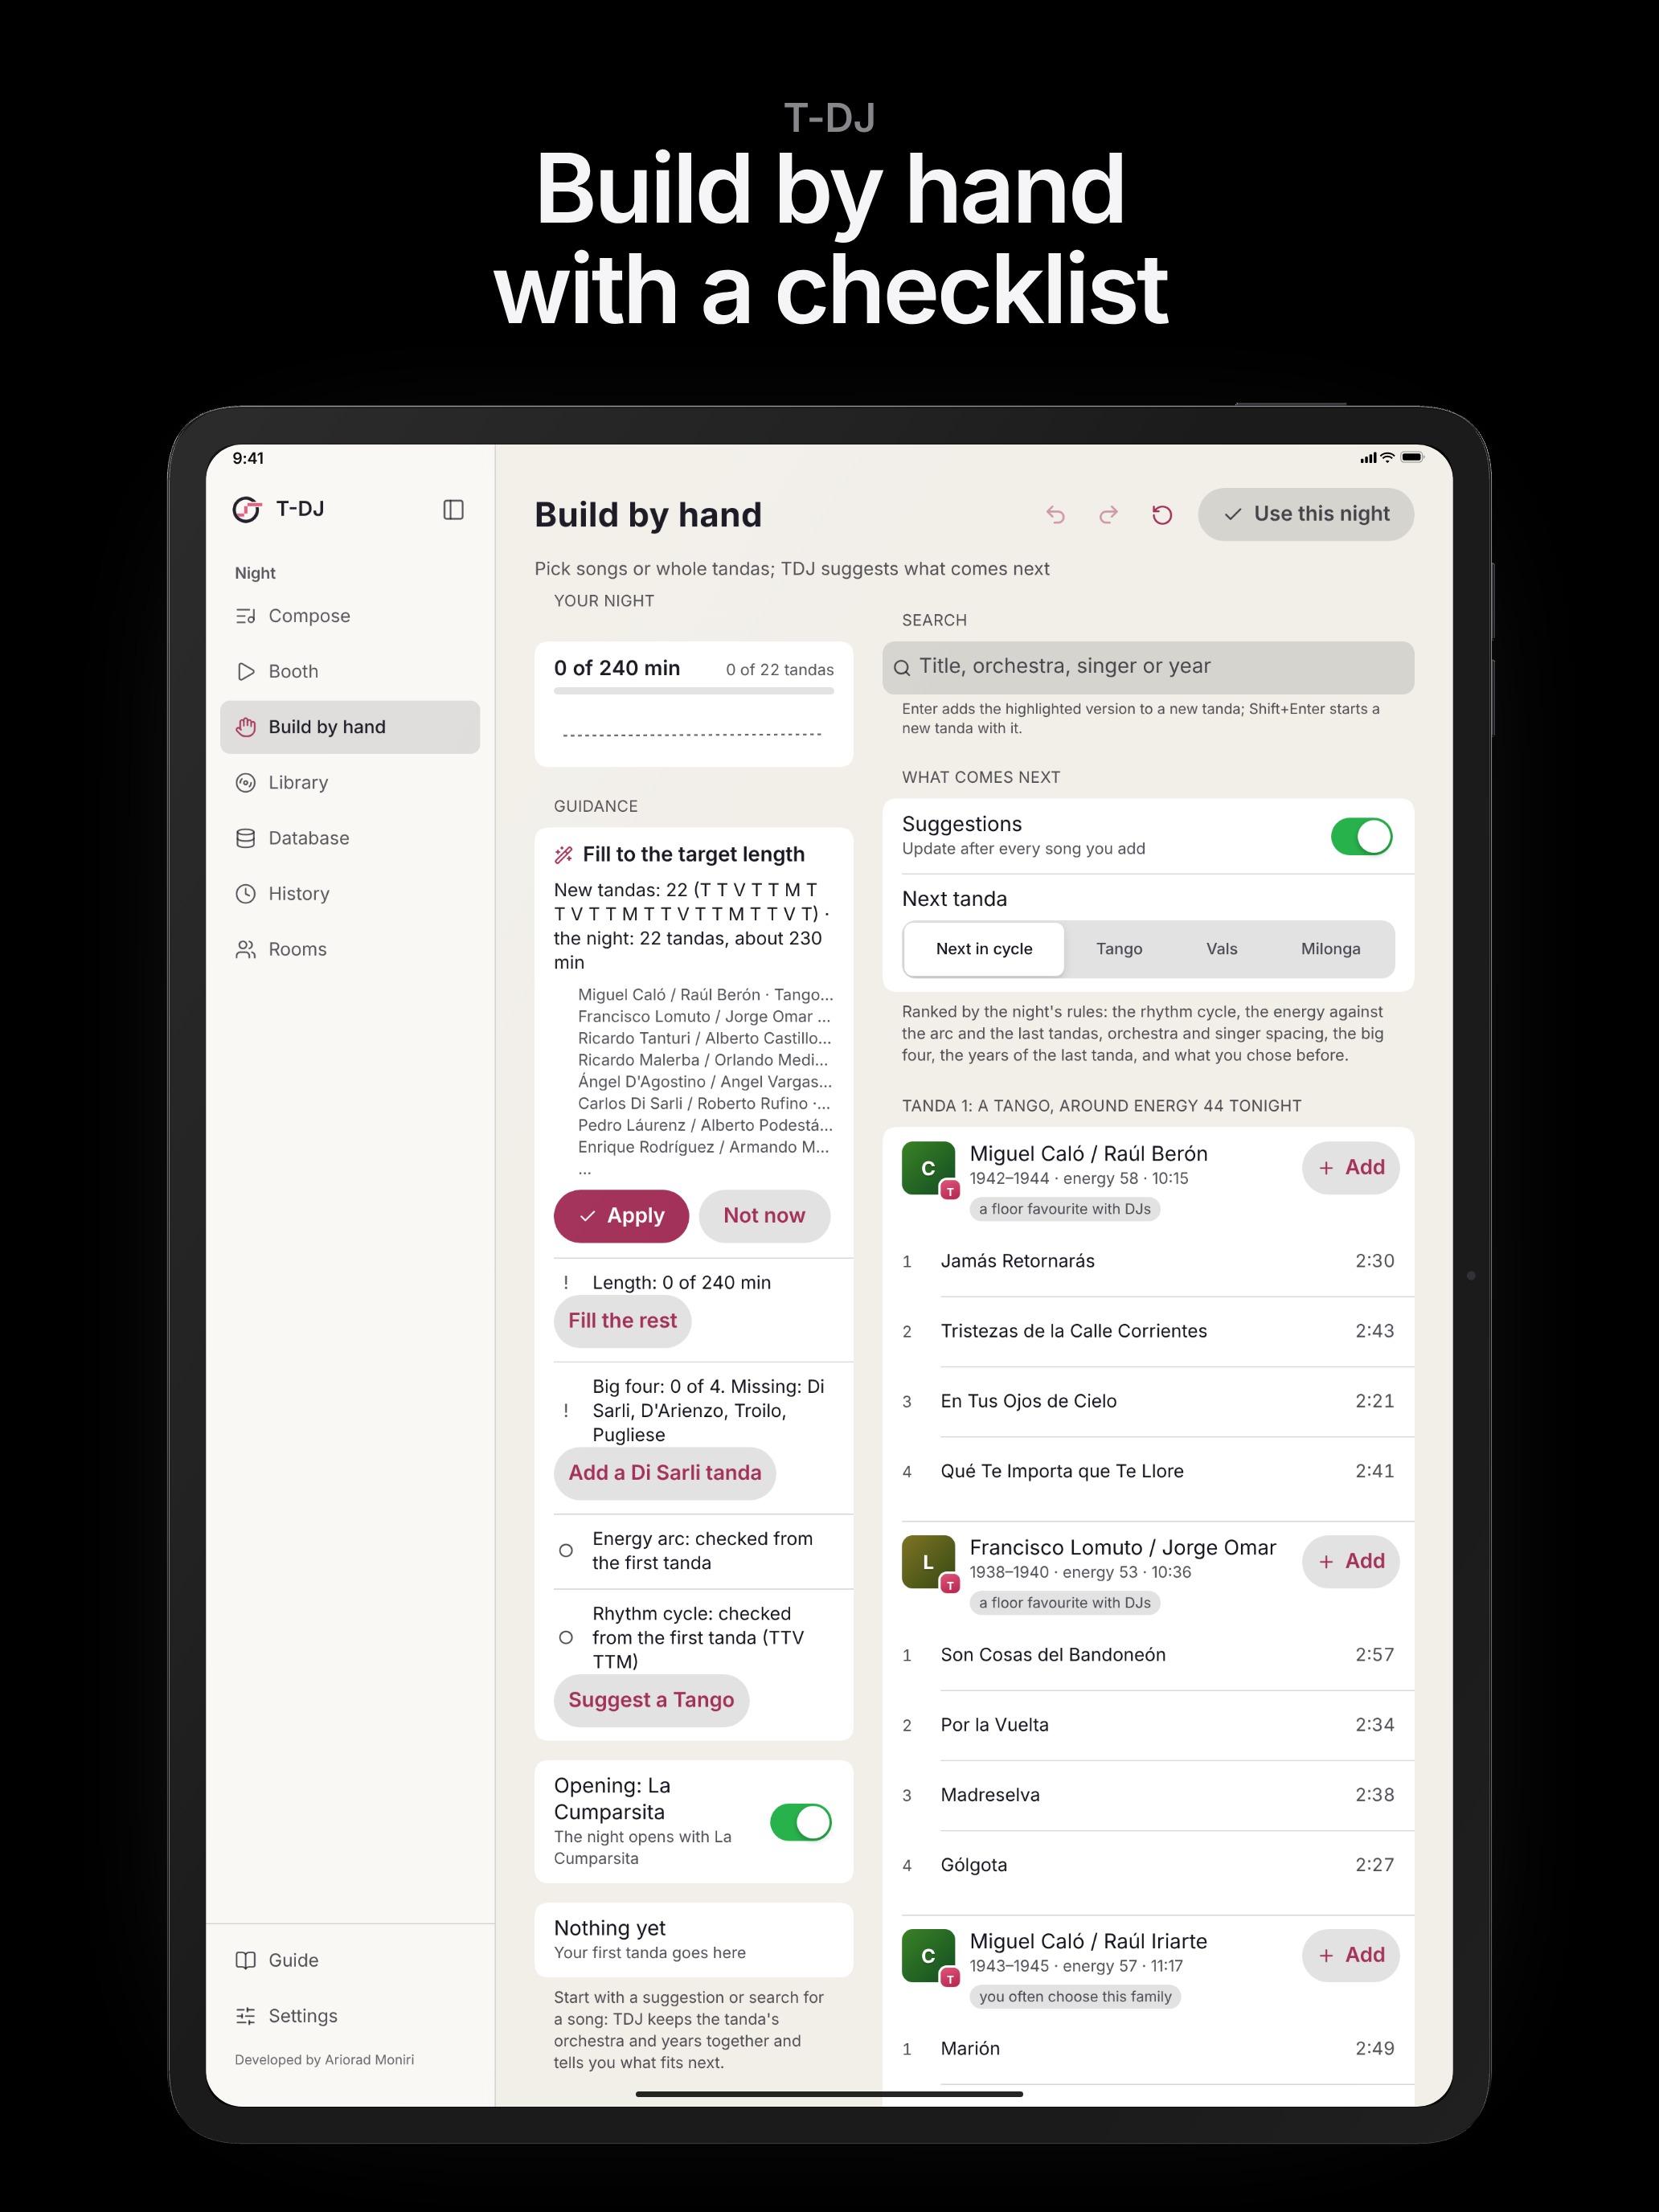 T-DJ
Build by hand
with a checklist
9:41
T-DJ
Night
Compose
Booth
Build by hand
Library
Database
History
Rooms
Guide
Settings
Developed by Ariorad Moniri
Build by hand
Use this night
Pick songs or whole tandas; TDJ suggests what comes next
YOUR NIGHT
0 of 240 min
0 of 22 tandas
GUIDANCE
Fill to the target length
New tandas: 22 (T T V T T M T
T V T T M T T V T T M T T V T) ·
the night: 22 tandas, about 230
min
Miguel Caló / Raúl Berón · Tango...
Francisco Lomuto / Jorge Omar ...
Ricardo Tanturi / Alberto Castillo...
Ricardo Malerba / Orlando Medi...
Ángel D'Agostino / Angel Vargas...
Carlos Di Sarli / Roberto Rufino ·...
Pedro Láurenz / Alberto Podestá...
Enrique Rodríguez / Armando M...
...
Apply
Not now
! Length: 0 of 240 min
Fill the rest
! Big four: 0 of 4. Missing: Di
Sarli, D'Arienzo, Troilo,
Pugliese
Add a Di Sarli tanda
Energy arc: checked from
the first tanda
Rhythm cycle: checked
from the first tanda (TTV
TTM)
Suggest a Tango
Opening: La
Cumparsita
The night opens with La
Cumparsita
Nothing yet
Your first tanda goes here
Start with a suggestion or search for
a song: TDJ keeps the tanda's
orchestra and years together and
tells you what fits next.
SEARCH
Title, orchestra, singer or year
Enter adds the highlighted version to a new tanda; Shift+Enter starts a
new tanda with it.
WHAT COMES NEXT
Suggestions
Update after every song you add
Next tanda
Next in cycle
Tango
Vals
Milonga
Ranked by the night's rules: the rhythm cycle, the energy against
the arc and the last tandas, orchestra and singer spacing, the big
four, the years of the last tanda, and what you chose before.
TANDA 1: A TANGO, AROUND ENERGY 44 TONIGHT
C
T
Miguel Caló / Raúl Berón
1942–1944 · energy 58 · 10:15
a floor favourite with DJs
+ Add
1 Jamás Retornarás 2:30
2 Tristezas de la Calle Corrientes 2:43
3 En Tus Ojos de Cielo 2:21
4 Qué Te Importa que Te Llore 2:41
L
T
Francisco Lomuto / Jorge Omar
1938–1940 · energy 53 · 10:36
a floor favourite with DJs
+ Add
1 Son Cosas del Bandoneón 2:57
2 Por la Vuelta 2:34
3 Madreselva 2:38
4 Gólgota 2:27
C
T
Miguel Caló / Raúl Iriarte
1943–1945 · energy 57 · 11:17
you often choose this family
+ Add
1 Marión 2:49